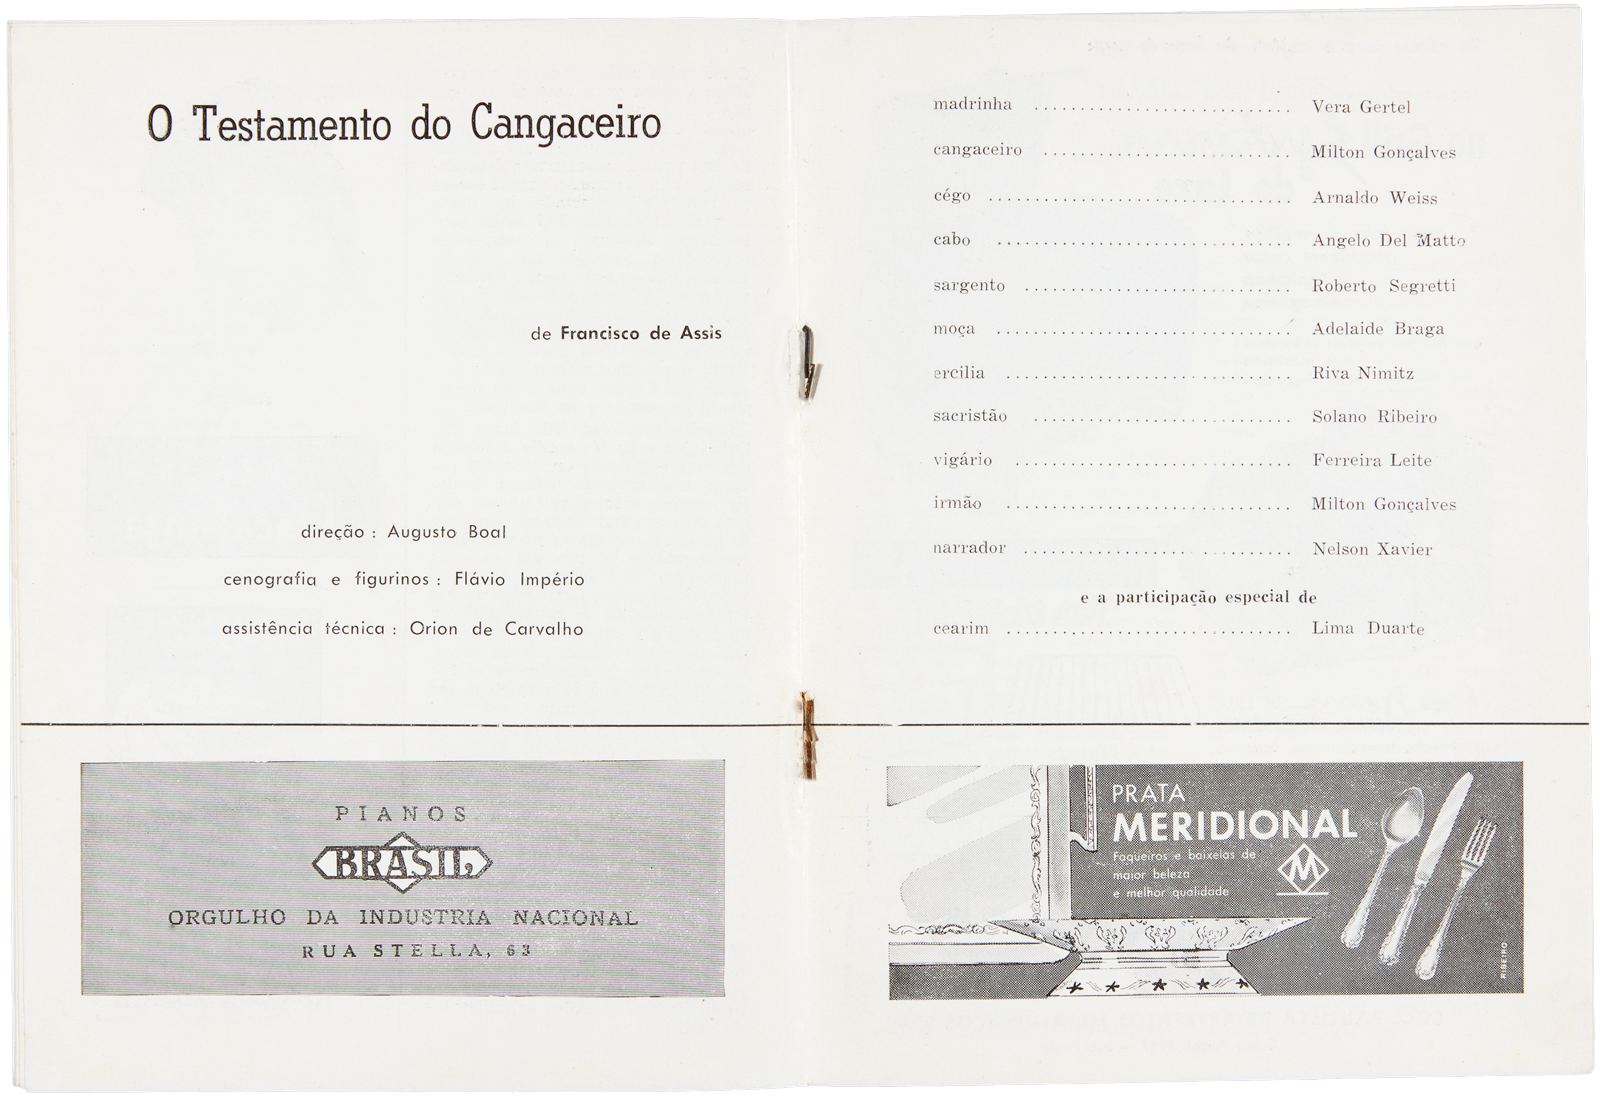 O Testamento do Cangaceiro
de Francisco de Assis
direção : Augusto Boal
cenografia e figurinos : Flávio Império
assistência técnica : Orion de Carvalho
PIANOS
BRASIL
ORGULHO DA INDUSTRIA NACIONAL
RUA STELLA, 63
madrinha ............................ Vera Gertel
cangaceiro ........................... Milton Gonçalves
cégo ................................. Arnaldo Weiss
cabo ................................ Angelo Del Matto
sargento ............................. Roberto Segretti
moça ................................ Adelaide Braga
ercilia ............................... Riva Nimitz
sacristão ............................ Solano Ribeiro
vigário .............................. Ferreira Leite
irmão ............................... Milton Gonçalves
narrador ............................. Nelson Xavier
e a participação especial de
cearim ............................... Lima Duarte
PRATA
MERIDIONAL
Faqueiros e baixelas de
maior beleza
e melhor qualidade
M
RIBEIRO